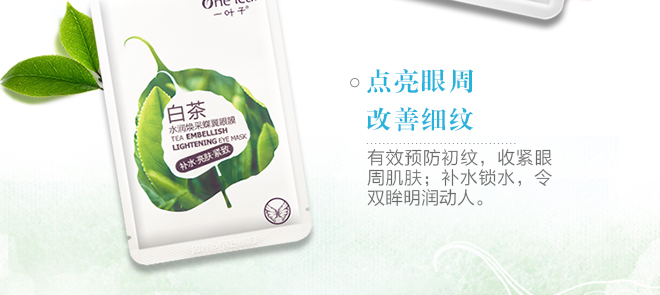 One leaf
一叶子®
白茶
水润焕采蝶翼眼膜
TEA EMBELLISH
LIGHTENING EYE MASK
补水·亮肤·紧致
点亮眼周
改善细纹
有效预防初纹，收紧眼
周肌肤；补水锁水，令
双眸明润动人。